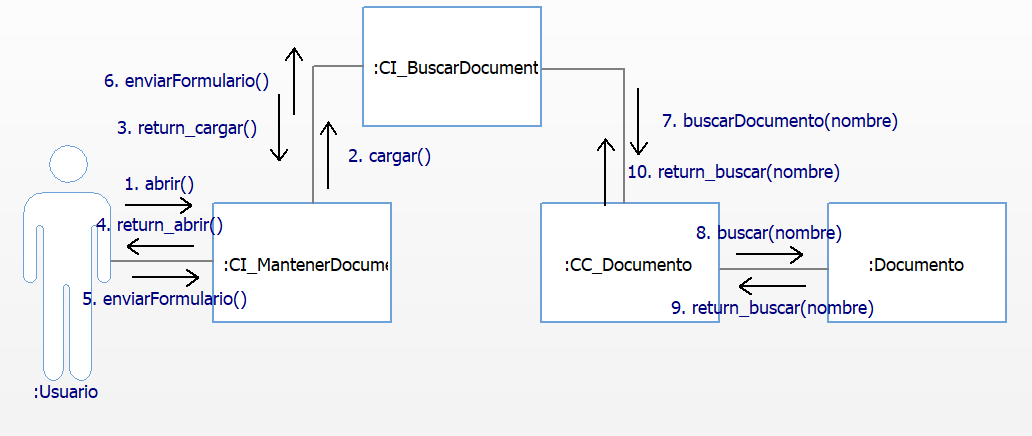 :CI_BuscarDocument
6. enviarFormulario()
3. return_cargar()
2. cargar()
7. buscarDocumento(nombre)
10. return_buscar(nombre)
1. abrir()
4. return_abrir()
:CI_MantenerDocume
5. enviarFormulario()
:CC_Documento
8. buscar(nombre)
:Documento
9. return_buscar(nombre)
:Usuario